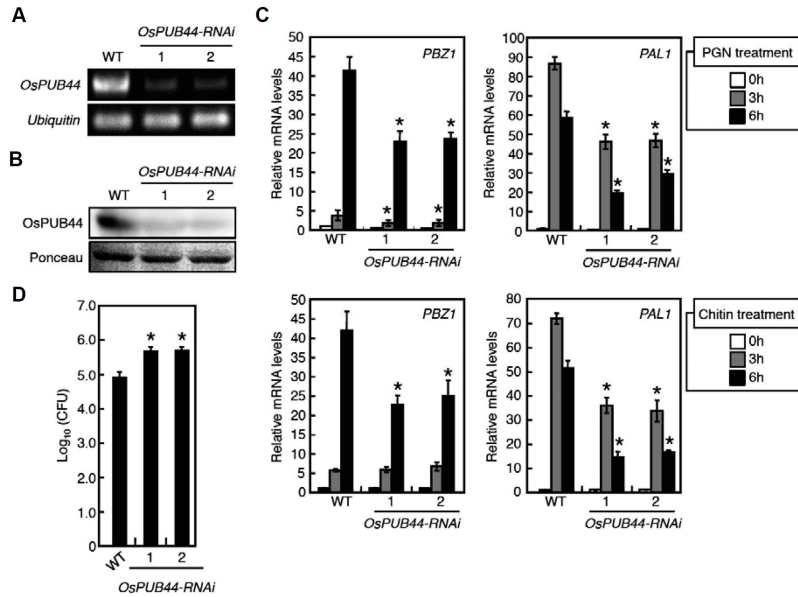 A
OsPUB44-RNAi
WT 1 2
OsPUB44
Ubiquitin
B
OsPUB44-RNAi
WT 1 2
OsPUB44
Ponceau
C
PBZ1
Relative mRNA levels
50
45
40
35
30
25
20
15
10
5
0
* * * *
WT 1 2
OsPUB44-RNAi
PAL1
Relative mRNA levels
100
90
80
70
60
50
40
30
20
10
0
* * * *
WT 1 2
OsPUB44-RNAi
PGN treatment
0h
3h
6h
PBZ1
Relative mRNA levels
50
45
40
35
30
25
20
15
10
5
0
* *
WT 1 2
OsPUB44-RNAi
PAL1
Relative mRNA levels
80
70
60
50
40
30
20
10
0
* * * *
WT 1 2
OsPUB44-RNAi
Chitin treatment
0h
3h
6h
D
Log10 (CFU)
7.0
6.0
5.0
4.0
3.0
2.0
1.0
0
* *
WT 1 2
OsPUB44-RNAi